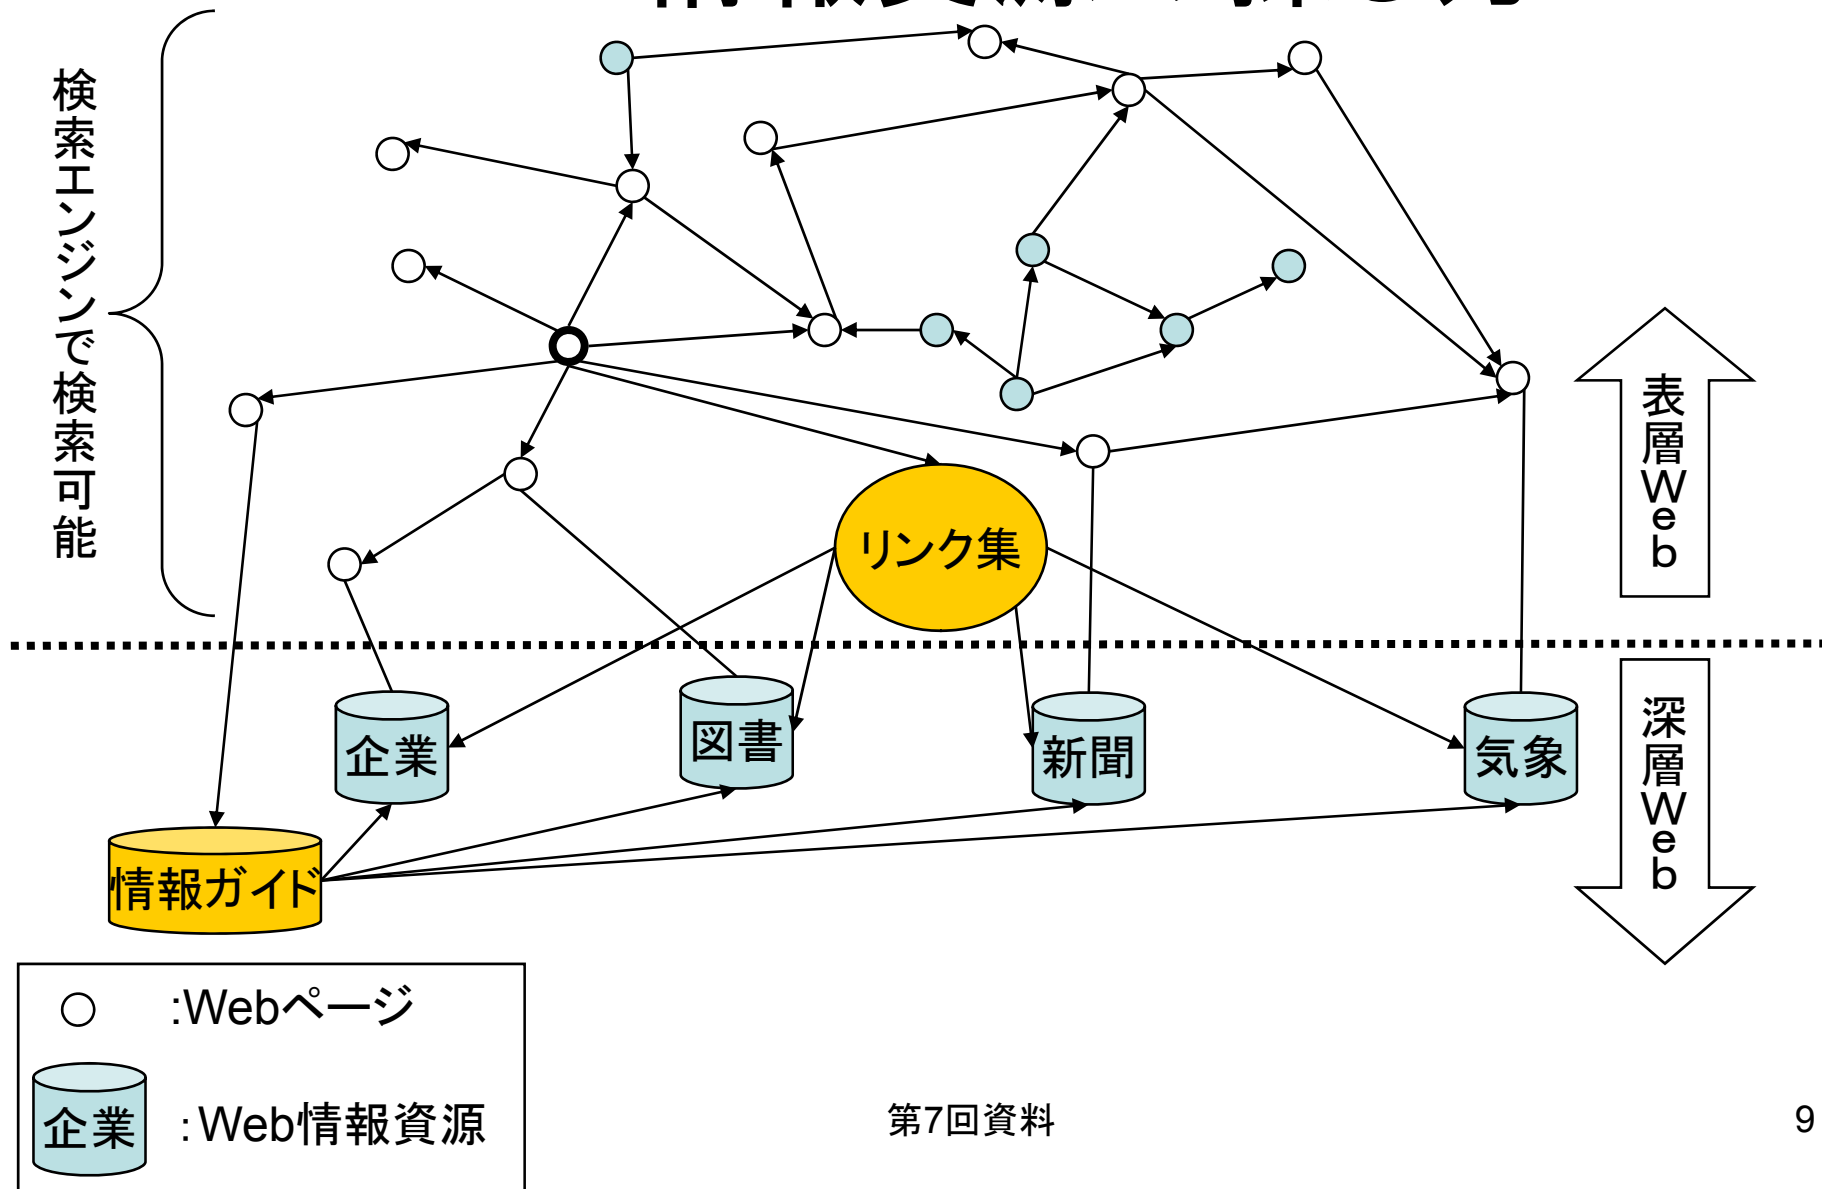 検索エンジンで検索可能
リンク集
表層Web
企業
図書
新聞
気象
深層Web
情報ガイド
:Webページ
企業
:Web情報資源
第7回資料
9